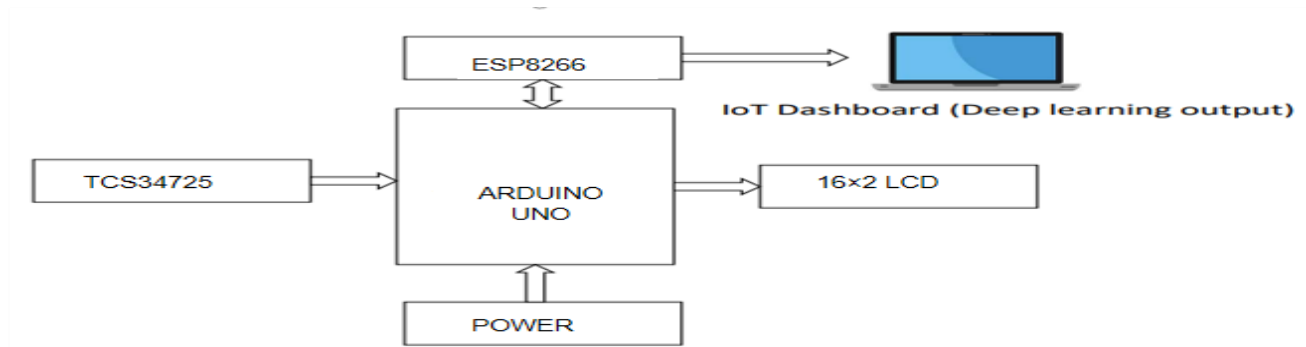 ESP8266
IoT Dashboard (Deep learning output)
TCS34725
ARDUINO
UNO
16×2 LCD
POWER